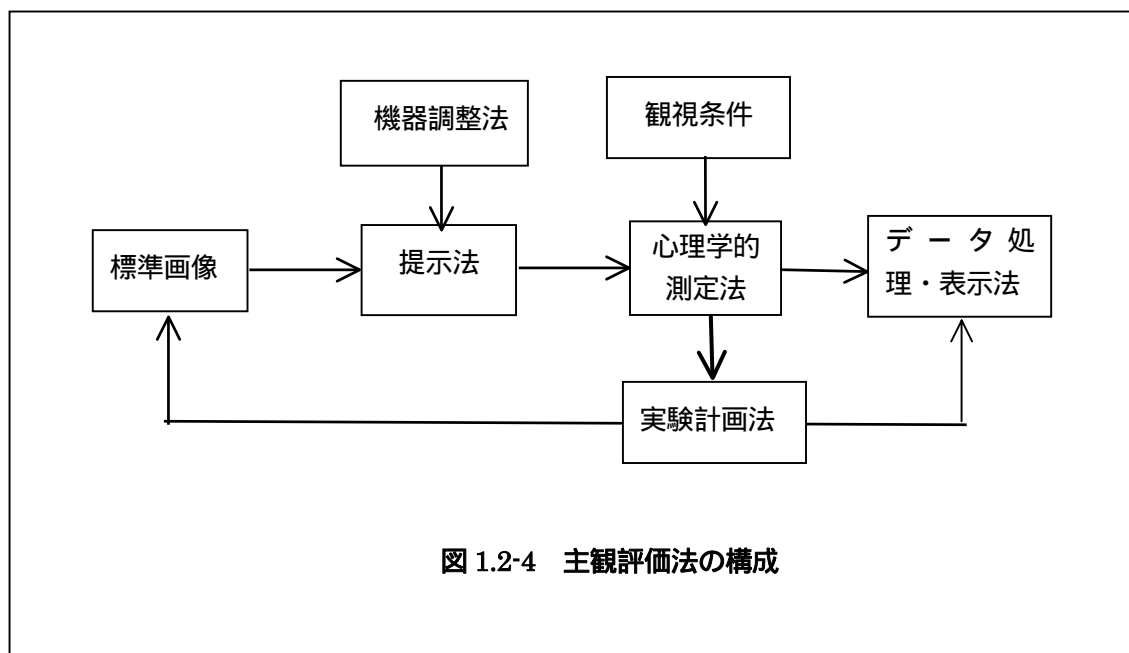 機器調整法
観視条件
標準画像
提示法
心理学的
測定法
データ処
理・表示法
実験計画法
図 1.2-4 主観評価法の構成